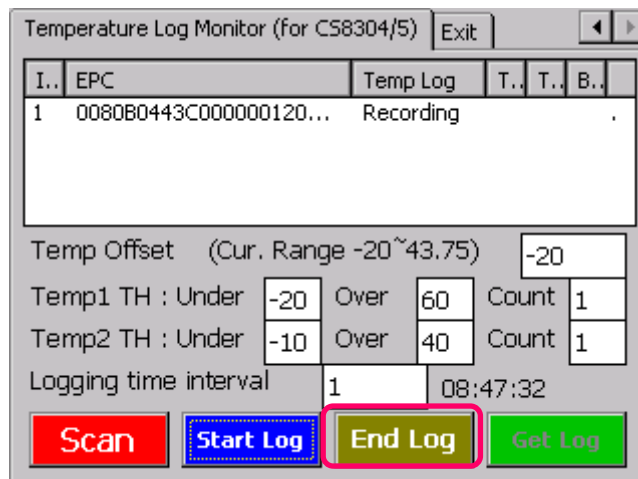 Temperature Log Monitor (for CS8304/5) Exit
I.. EPC Temp Log T.. T.. B..
1 0080B0443C000000120... Recording .
Temp Offset (Cur. Range -20~43.75) -20
Temp1 TH : Under -20 Over 60 Count 1
Temp2 TH : Under -10 Over 40 Count 1
Logging time interval 1 08:47:32
Scan Start Log End Log Get Log